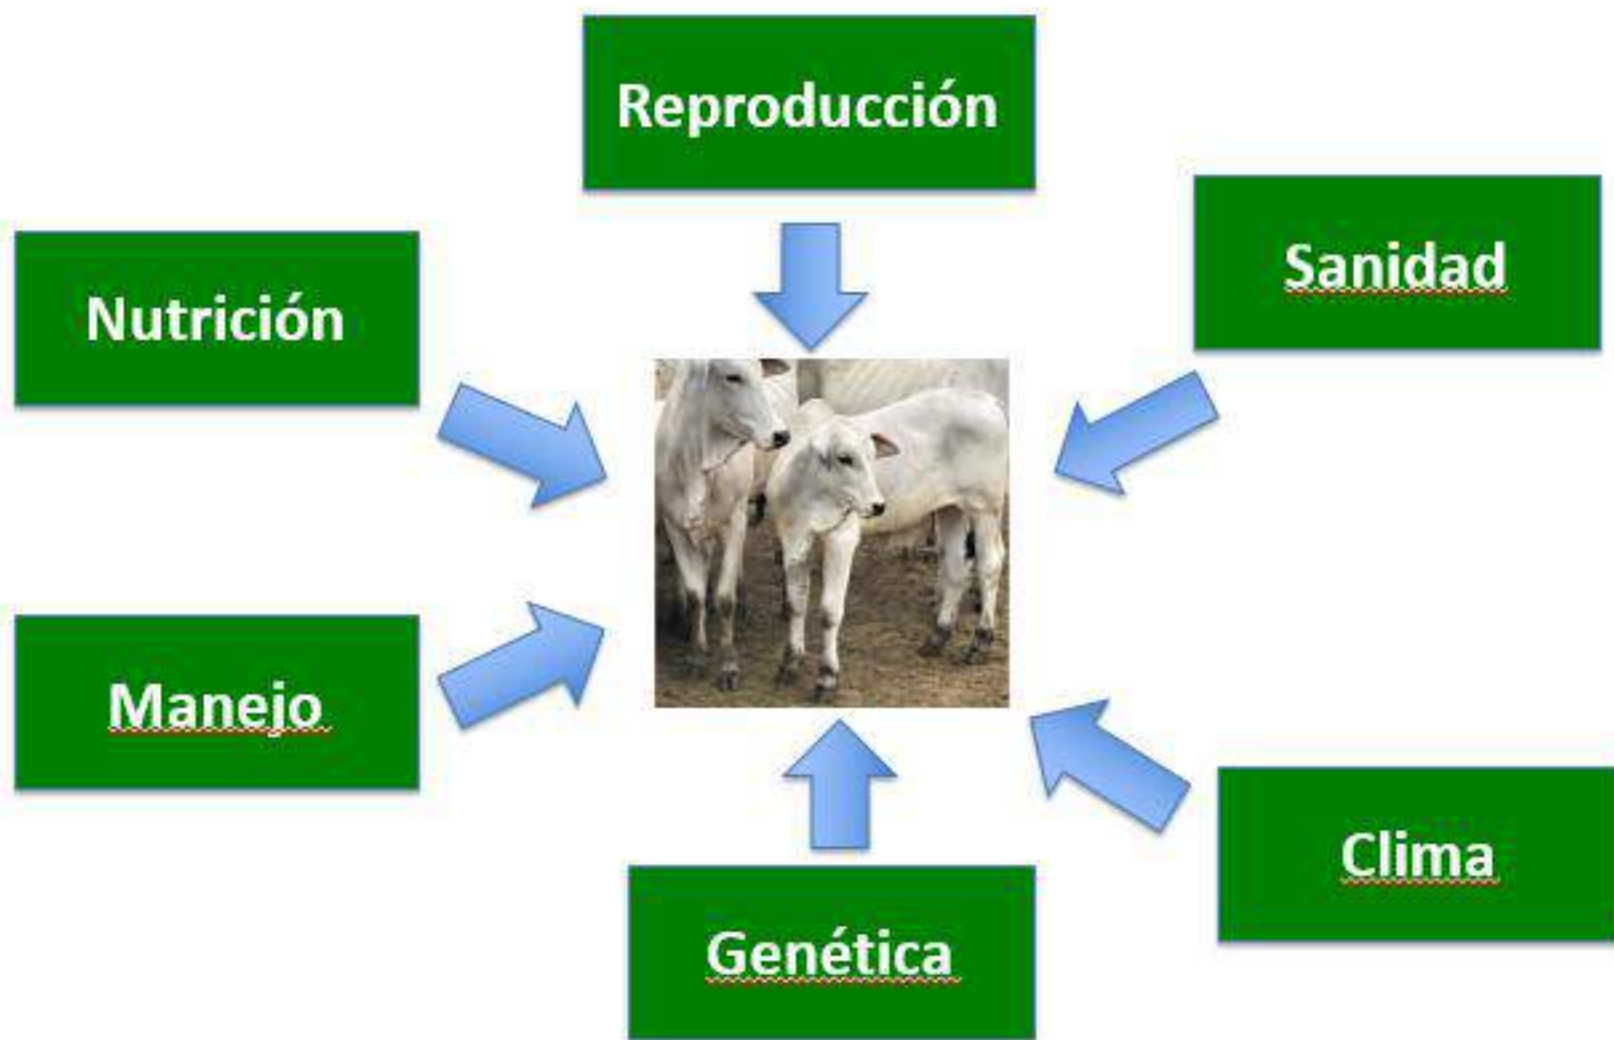 Reproducción
Sanidad
Nutrición
Manejo
Clima
Genética